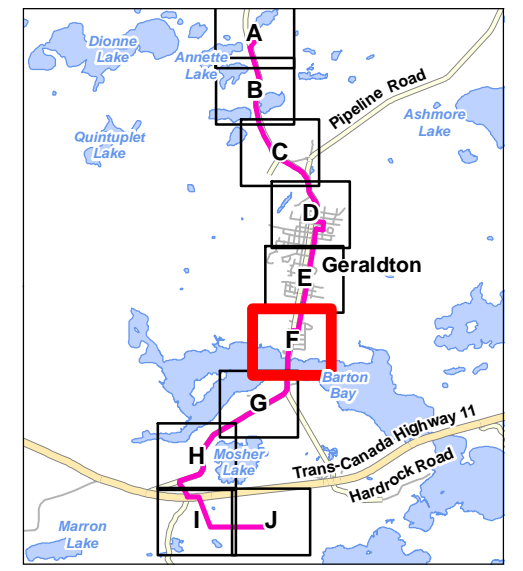 A
Dionne
Lake
Annette
Lake
B
Pipeline Road
Ashmore
Lake
Quintuplet
Lake
C
D
Geraldton
E
F
Barton
Bay
G
Trans-Canada Highway 11
H
Mosher
Lake
Hardrock Road
I
J
Marron
Lake